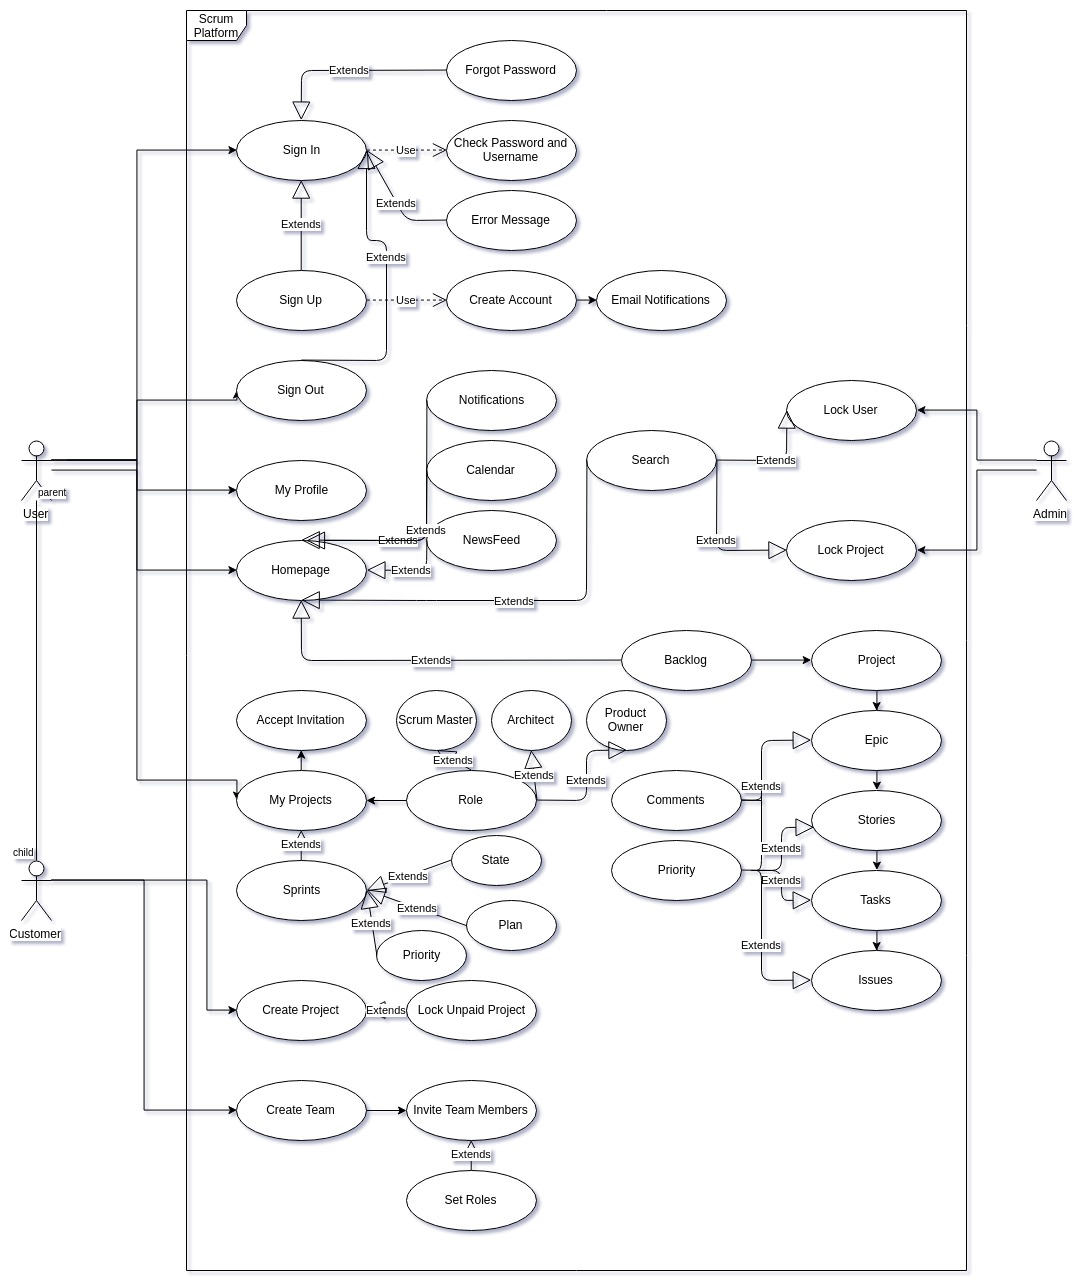 Scrum
Platform
Extends
Forgot Password
Sign In
Use
Check Password and
Username
Extends
Error Message
Extends
Extends
Sign Up
Use
Create Account
Email Notifications
Sign Out
Notifications
Lock User
User
parent
Calendar
Search
Extends
Admin
My Profile
Extends
Extends
NewsFeed
Extends
Lock Project
Homepage
Extends
Extends
Extends
Backlog
Project
Accept Invitation
Scrum Master
Architect
Product
Owner
Epic
Extends
Extends
Extends
Extends
My Projects
Role
Comments
Stories
Extends
Extends
child
State
Priority
Extends
Sprints
Extends
Tasks
Extends
Extends
Plan
Customer
Priority
Extends
Issues
Create Project
Extends
Lock Unpaid Project
Create Team
Invite Team Members
Extends
Set Roles